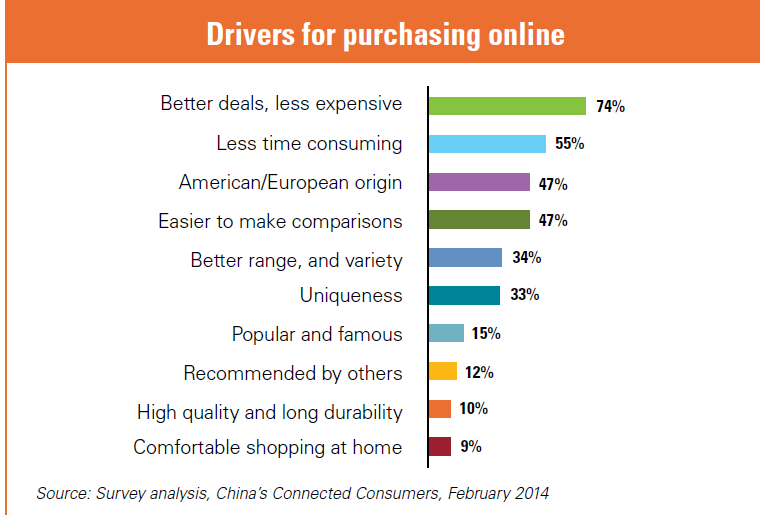 Drivers for purchasing online
Better deals, less expensive 74%
Less time consuming 55%
American/European origin 47%
Easier to make comparisons 47%
Better range, and variety 34%
Uniqueness 33%
Popular and famous 15%
Recommended by others 12%
High quality and long durability 10%
Comfortable shopping at home 9%
Source: Survey analysis, China’s Connected Consumers, February 2014